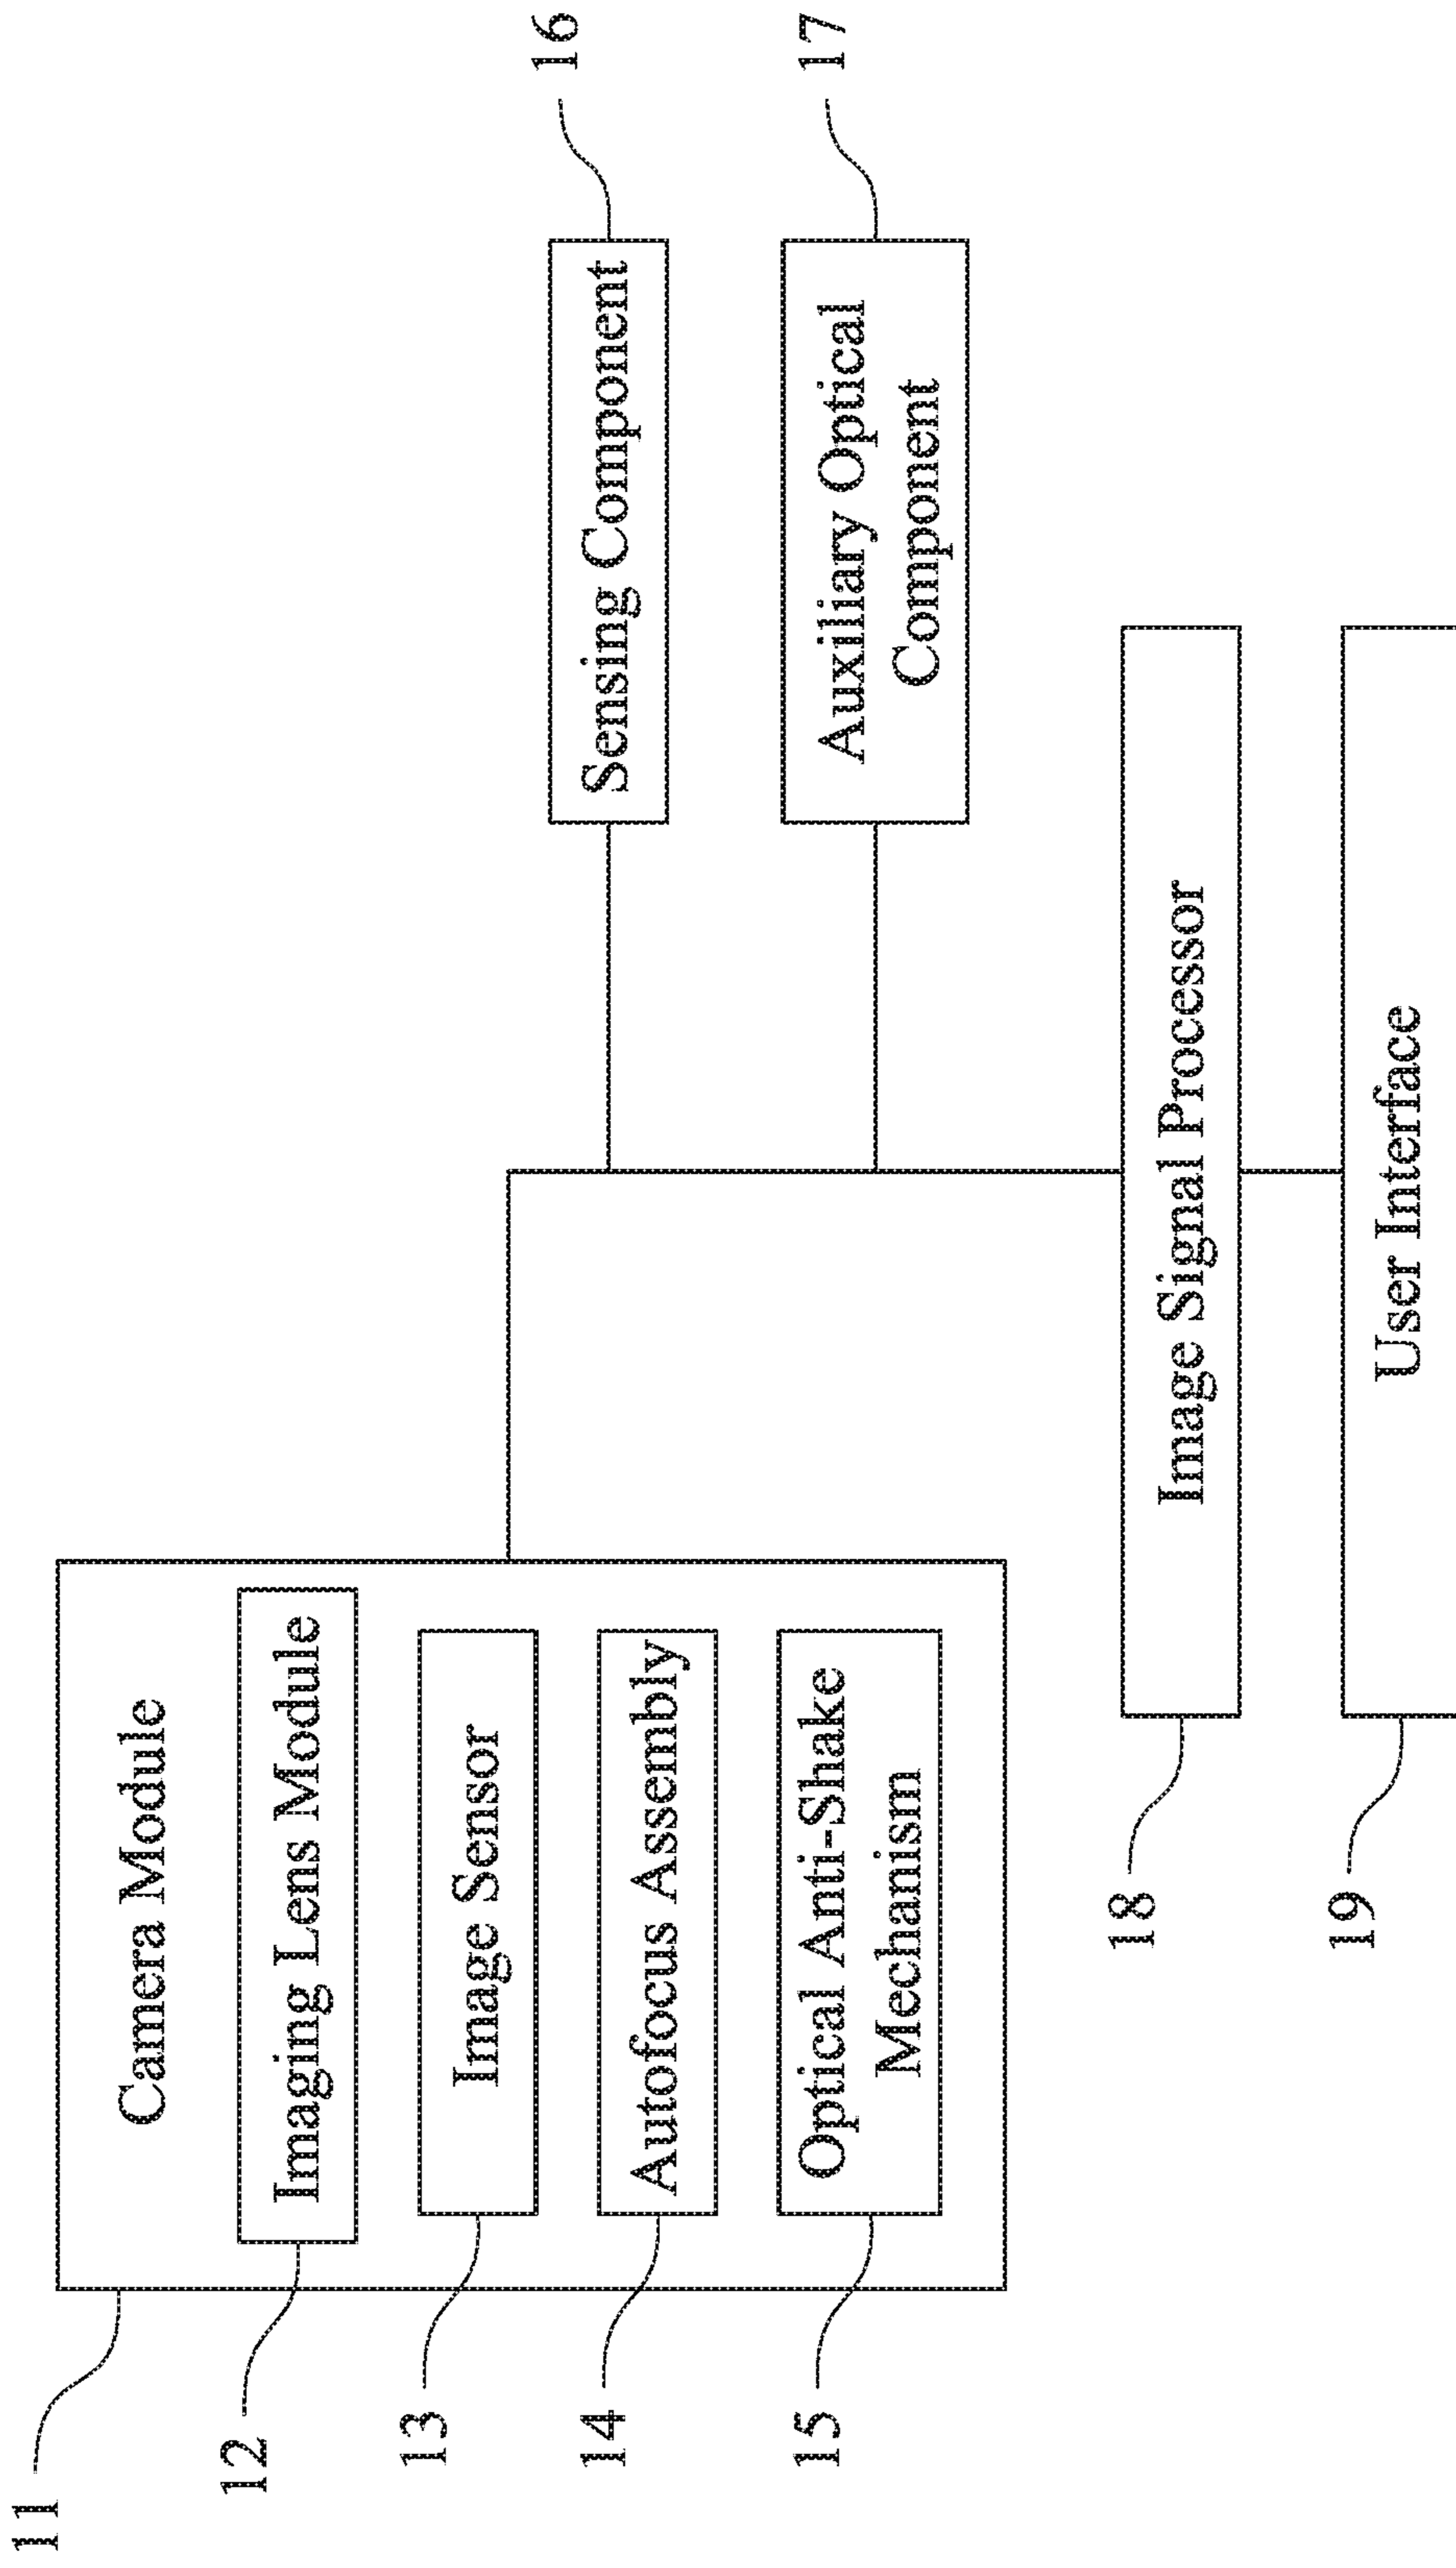 11
Camera Module
12
Imaging Lens Module
13
Image Sensor
14
Autofocus Assembly
15
Optical Anti-Shake
Mechanism
16
Sensing Component
17
Auxiliary Optical
Component
18
Image Signal Processor
19
User Interface